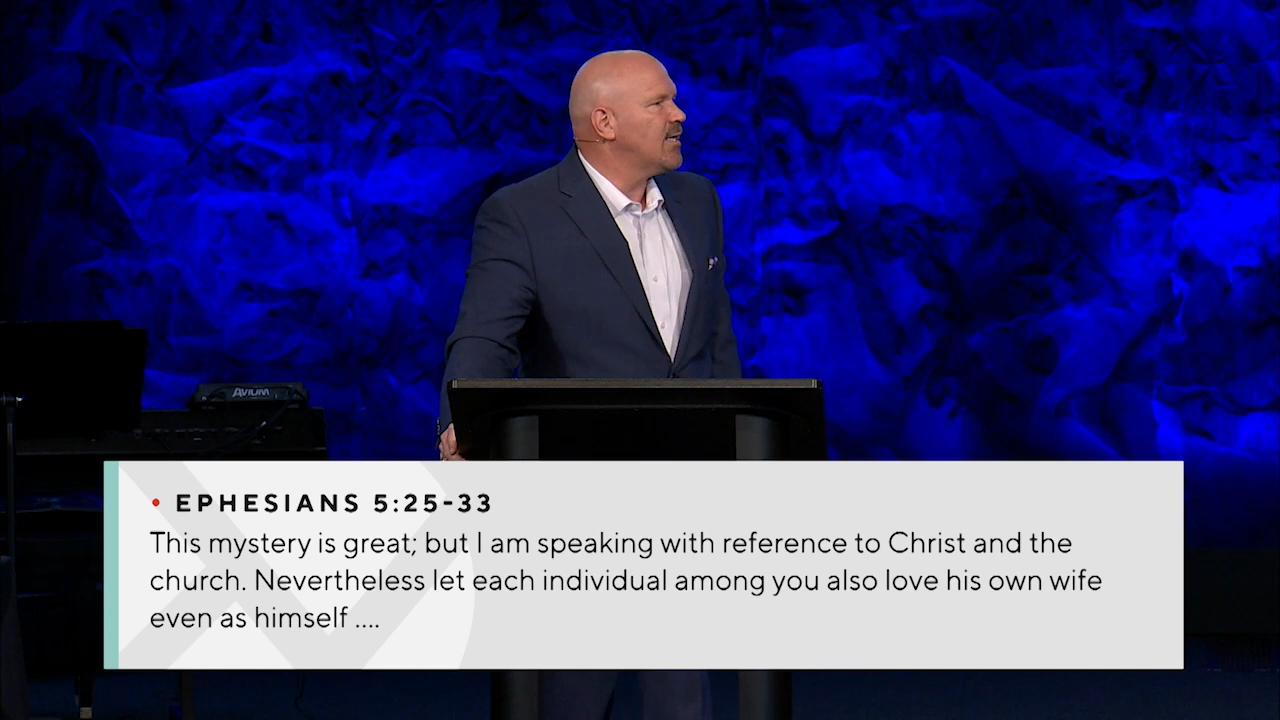 AVIOM
• EPHESIANS 5:25-33
This mystery is great; but I am speaking with reference to Christ and the
church. Nevertheless let each individual among you also love his own wife
even as himself ....